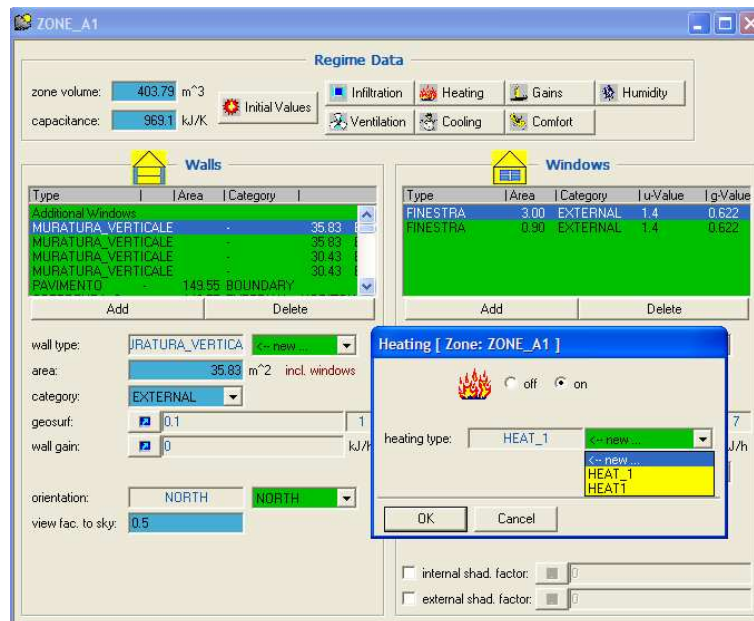 ZONE_A1
Regime Data
zone volume: 403.79 m^3
capacitance: 969.1 kJ/K
Initial Values
Infiltration Heating Gains Humidity
Ventilation Cooling Comfort
Walls
Type | | Area | Category |
Additional Windows
MURATURA_VERTICALE - 35.83
MURATURA_VERTICALE - 35.83
MURATURA_VERTICALE - 30.43
MURATURA_VERTICALE - 30.43
PAVIMENTO - 149.55 BOUNDARY
Add Delete
wall type: JRATURA_VERTICA <-- new ...
area: 35.83 m^2 incl. windows
category: EXTERNAL
geosurf: 0.1 1
wall gain: 0 kJ/h
orientation: NORTH NORTH
view fac. to sky: 0.5
Windows
Type | Area | Category | u-Value | g-Value
FINESTRA 3.00 EXTERNAL 1.4 0.622
FINESTRA 0.90 EXTERNAL 1.4 0.622
Add Delete
Heating [ Zone: ZONE_A1 ]
off on
heating type: HEAT_1 <-- new ...
<-- new ...
HEAT_1
HEAT1
OK Cancel
7
J/h
internal shad. factor: 0
external shad. factor: 0